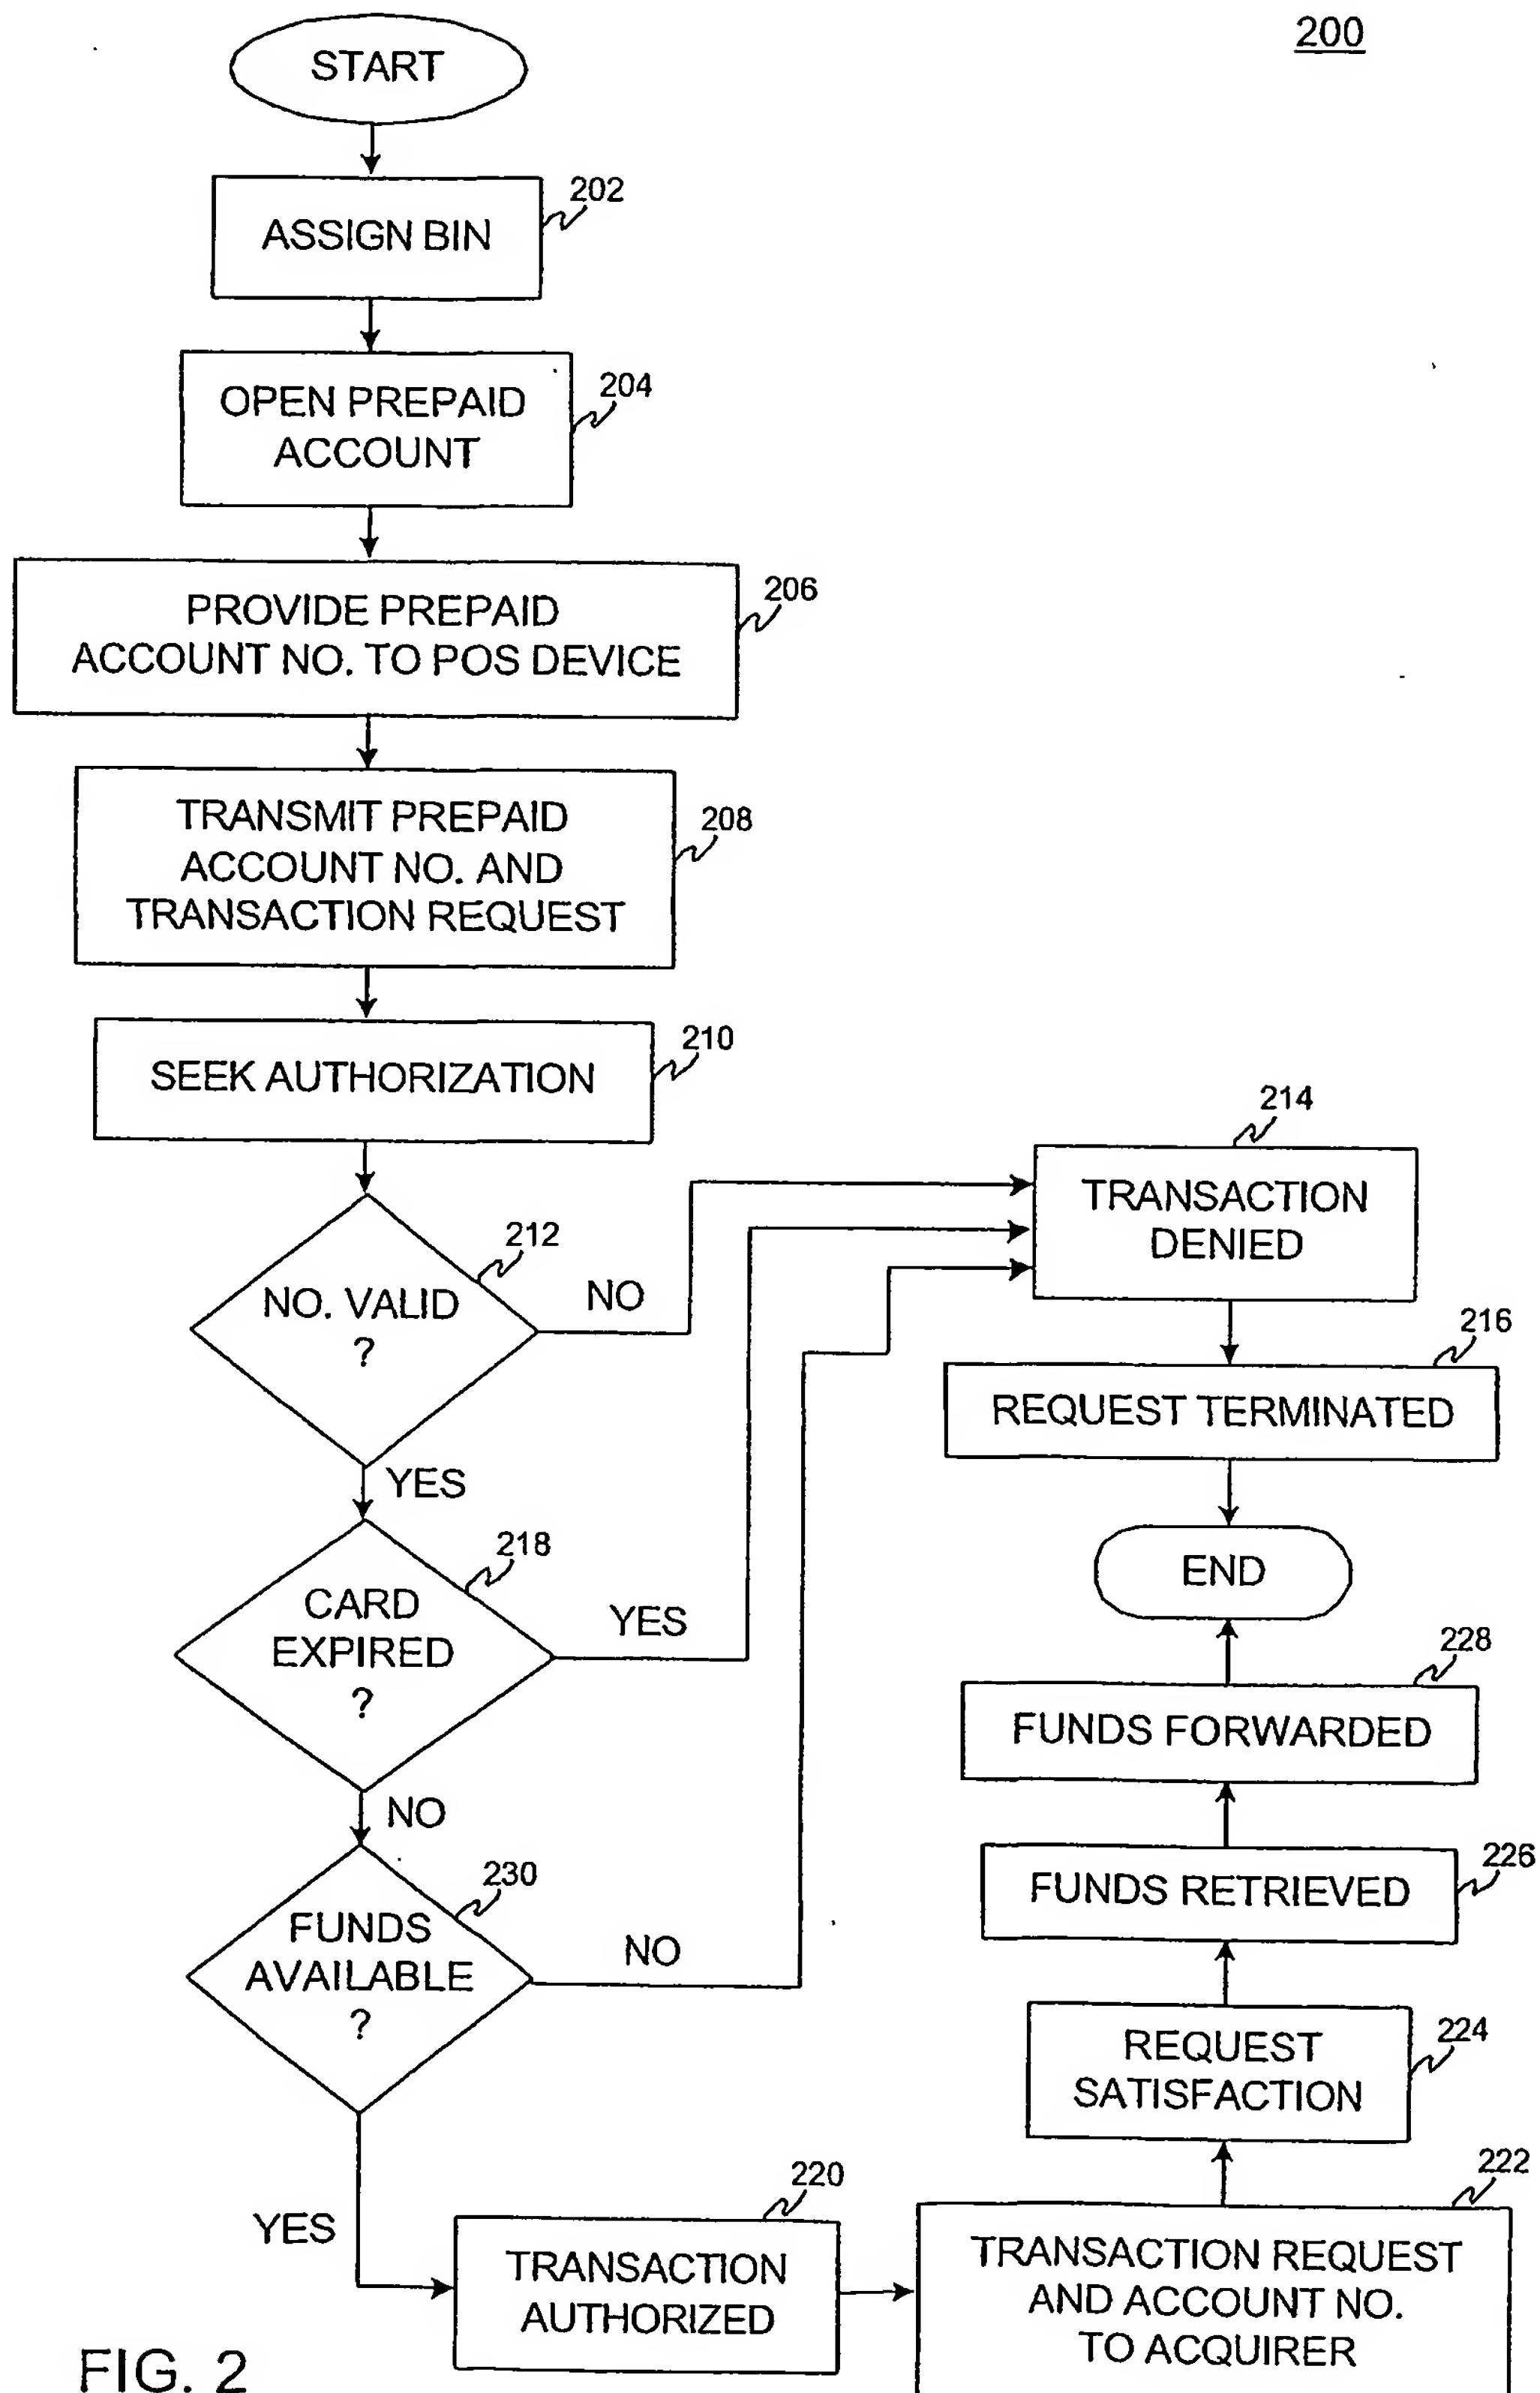 200
START
202
ASSIGN BIN
204
OPEN PREPAID
ACCOUNT
206
PROVIDE PREPAID
ACCOUNT NO. TO POS DEVICE
208
TRANSMIT PREPAID
ACCOUNT NO. AND
TRANSACTION REQUEST
210
SEEK AUTHORIZATION
212
NO. VALID
?
NO
YES
218
CARD
EXPIRED
?
YES
NO
230
FUNDS
AVAILABLE
?
NO
YES
214
TRANSACTION
DENIED
216
REQUEST TERMINATED
END
228
FUNDS FORWARDED
226
FUNDS RETRIEVED
224
REQUEST
SATISFACTION
222
TRANSACTION REQUEST
AND ACCOUNT NO.
TO ACQUIRER
220
TRANSACTION
AUTHORIZED
FIG. 2